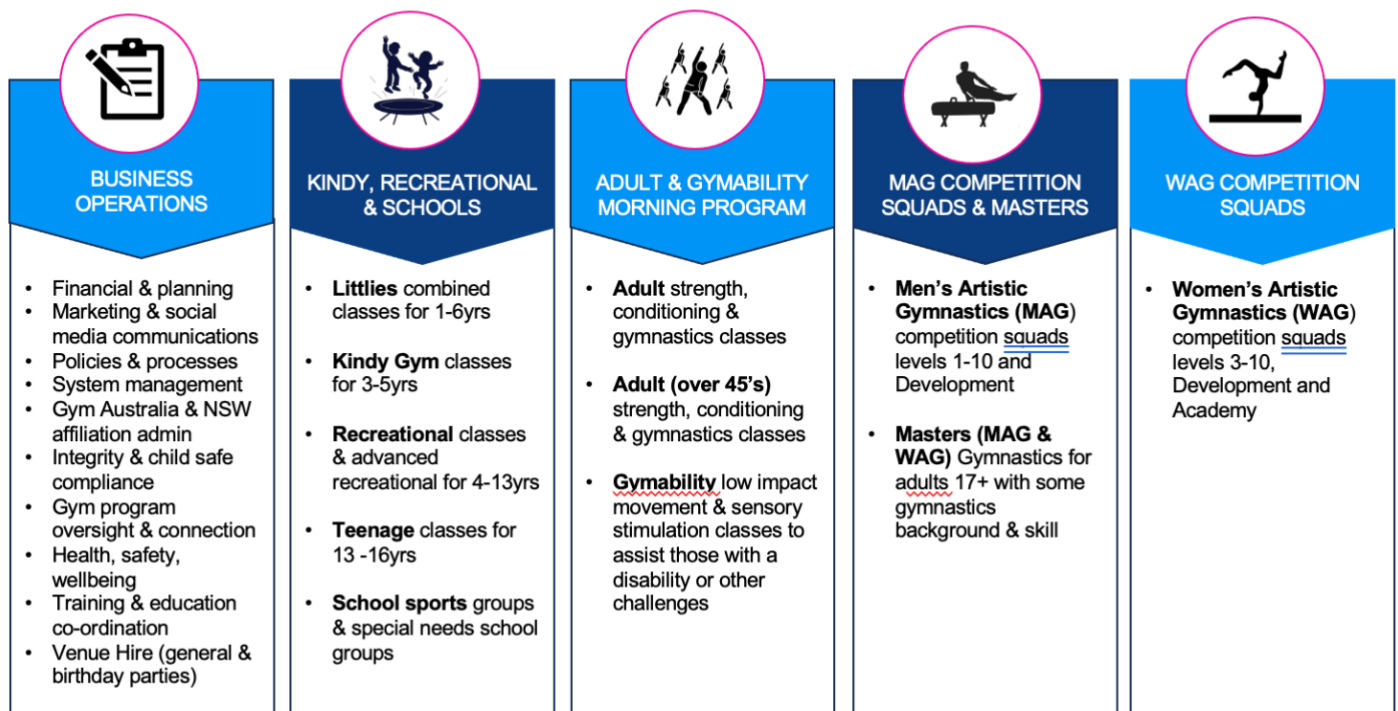 BUSINESS
OPERATIONS
• Financial & planning
• Marketing & social
media communications
• Policies & processes
• System management
• Gym Australia & NSW
affiliation admin
• Integrity & child safe
compliance
• Gym program
oversight & connection
• Health, safety,
wellbeing
• Training & education
co-ordination
• Venue Hire (general &
birthday parties)
KINDY, RECREATIONAL
& SCHOOLS
• Littlies combined
classes for 1-6yrs
• Kindy Gym classes
for 3-5yrs
• Recreational classes
& advanced
recreational for 4-13yrs
• Teenage classes for
13 -16yrs
• School sports groups
& special needs school
groups
ADULT & GYMABILITY
MORNING PROGRAM
• Adult strength,
conditioning &
gymnastics classes
• Adult (over 45’s)
strength, conditioning
& gymnastics classes
• Gymability low impact
movement & sensory
stimulation classes to
assist those with a
disability or other
challenges
MAG COMPETITION
SQUADS & MASTERS
• Men’s Artistic
Gymnastics (MAG)
competition squads
levels 1-10 and
Development
• Masters (MAG &
WAG) Gymnastics for
adults 17+ with some
gymnastics
background & skill
WAG COMPETITION
SQUADS
• Women’s Artistic
Gymnastics (WAG)
competition squads
levels 3-10,
Development and
Academy